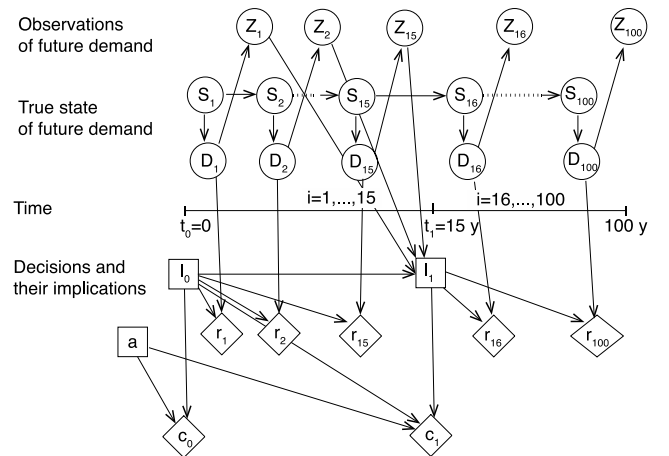 Observations
of future demand
Z1 Z2 Z15 Z16 Z100
True state
of future demand
S1 S2 S15 S16 S100
D1 D2 D15 D16 D100
i=1,...,15 i=16,...,100
Time
t0=0 t1=15 y 100 y
Decisions and
their implications
I0 I1
r1 r2 r15 r16 r100
a
c0 c1